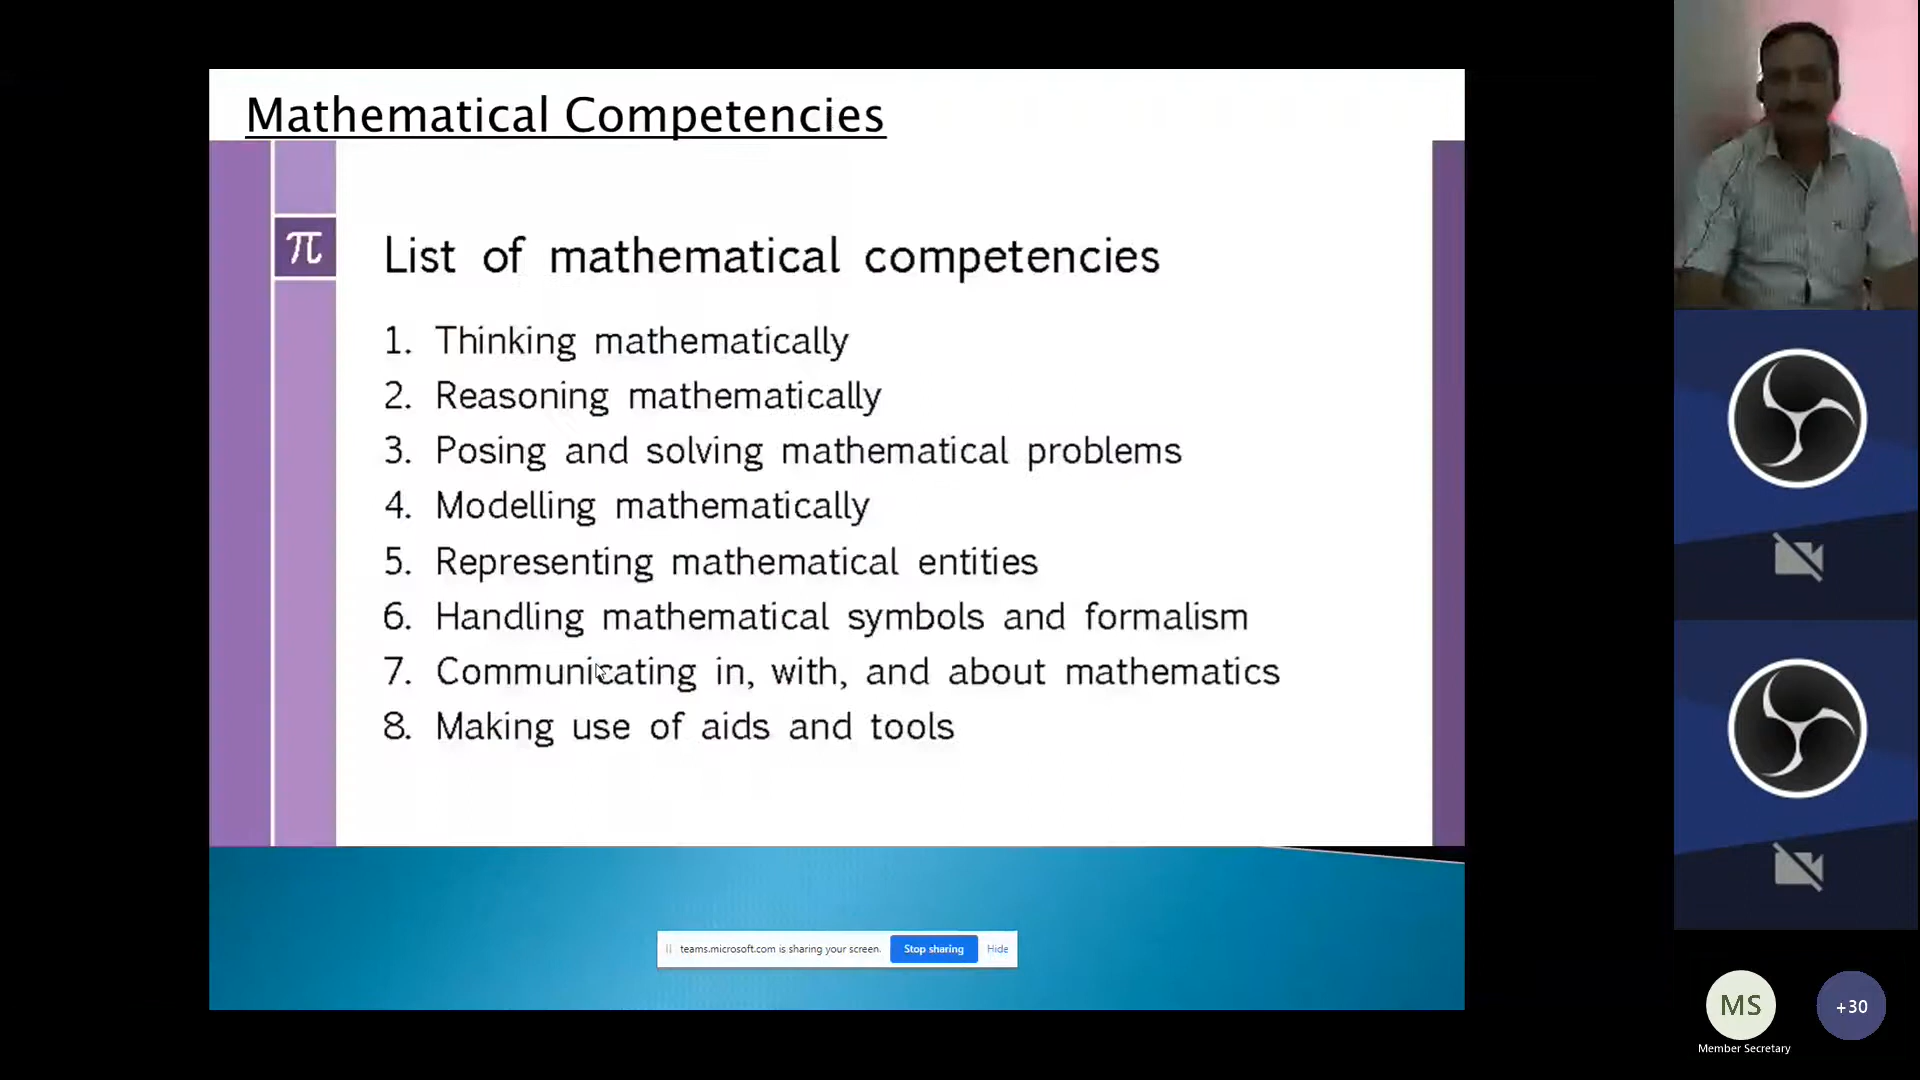 Mathematical Competencies
π
List of mathematical competencies
1. Thinking mathematically
2. Reasoning mathematically
3. Posing and solving mathematical problems
4. Modelling mathematically
5. Representing mathematical entities
6. Handling mathematical symbols and formalism
7. Communicating in, with, and about mathematics
8. Making use of aids and tools
teams.microsoft.com is sharing your screen. Stop sharing Hide
MS +30
Member Secretary